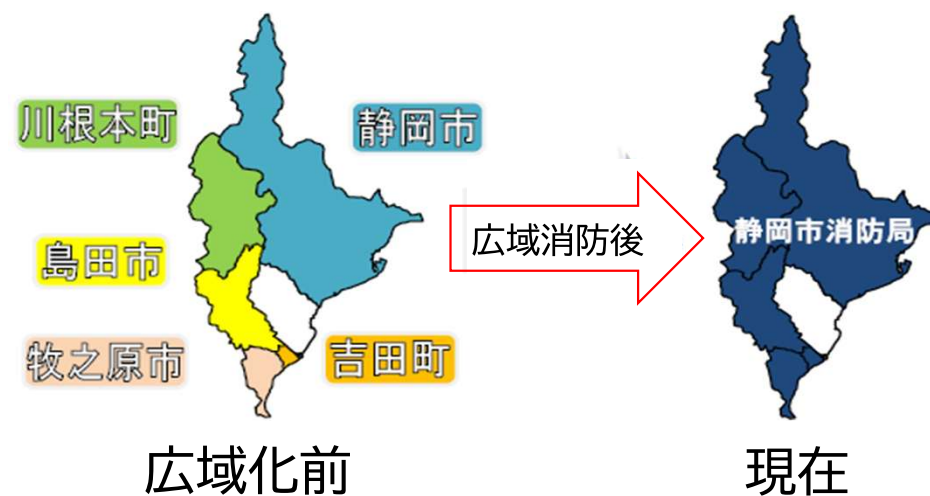 川根本町
静岡市
島田市
牧之原市
吉田町
広域消防後
静岡市消防局
広域化前
現在